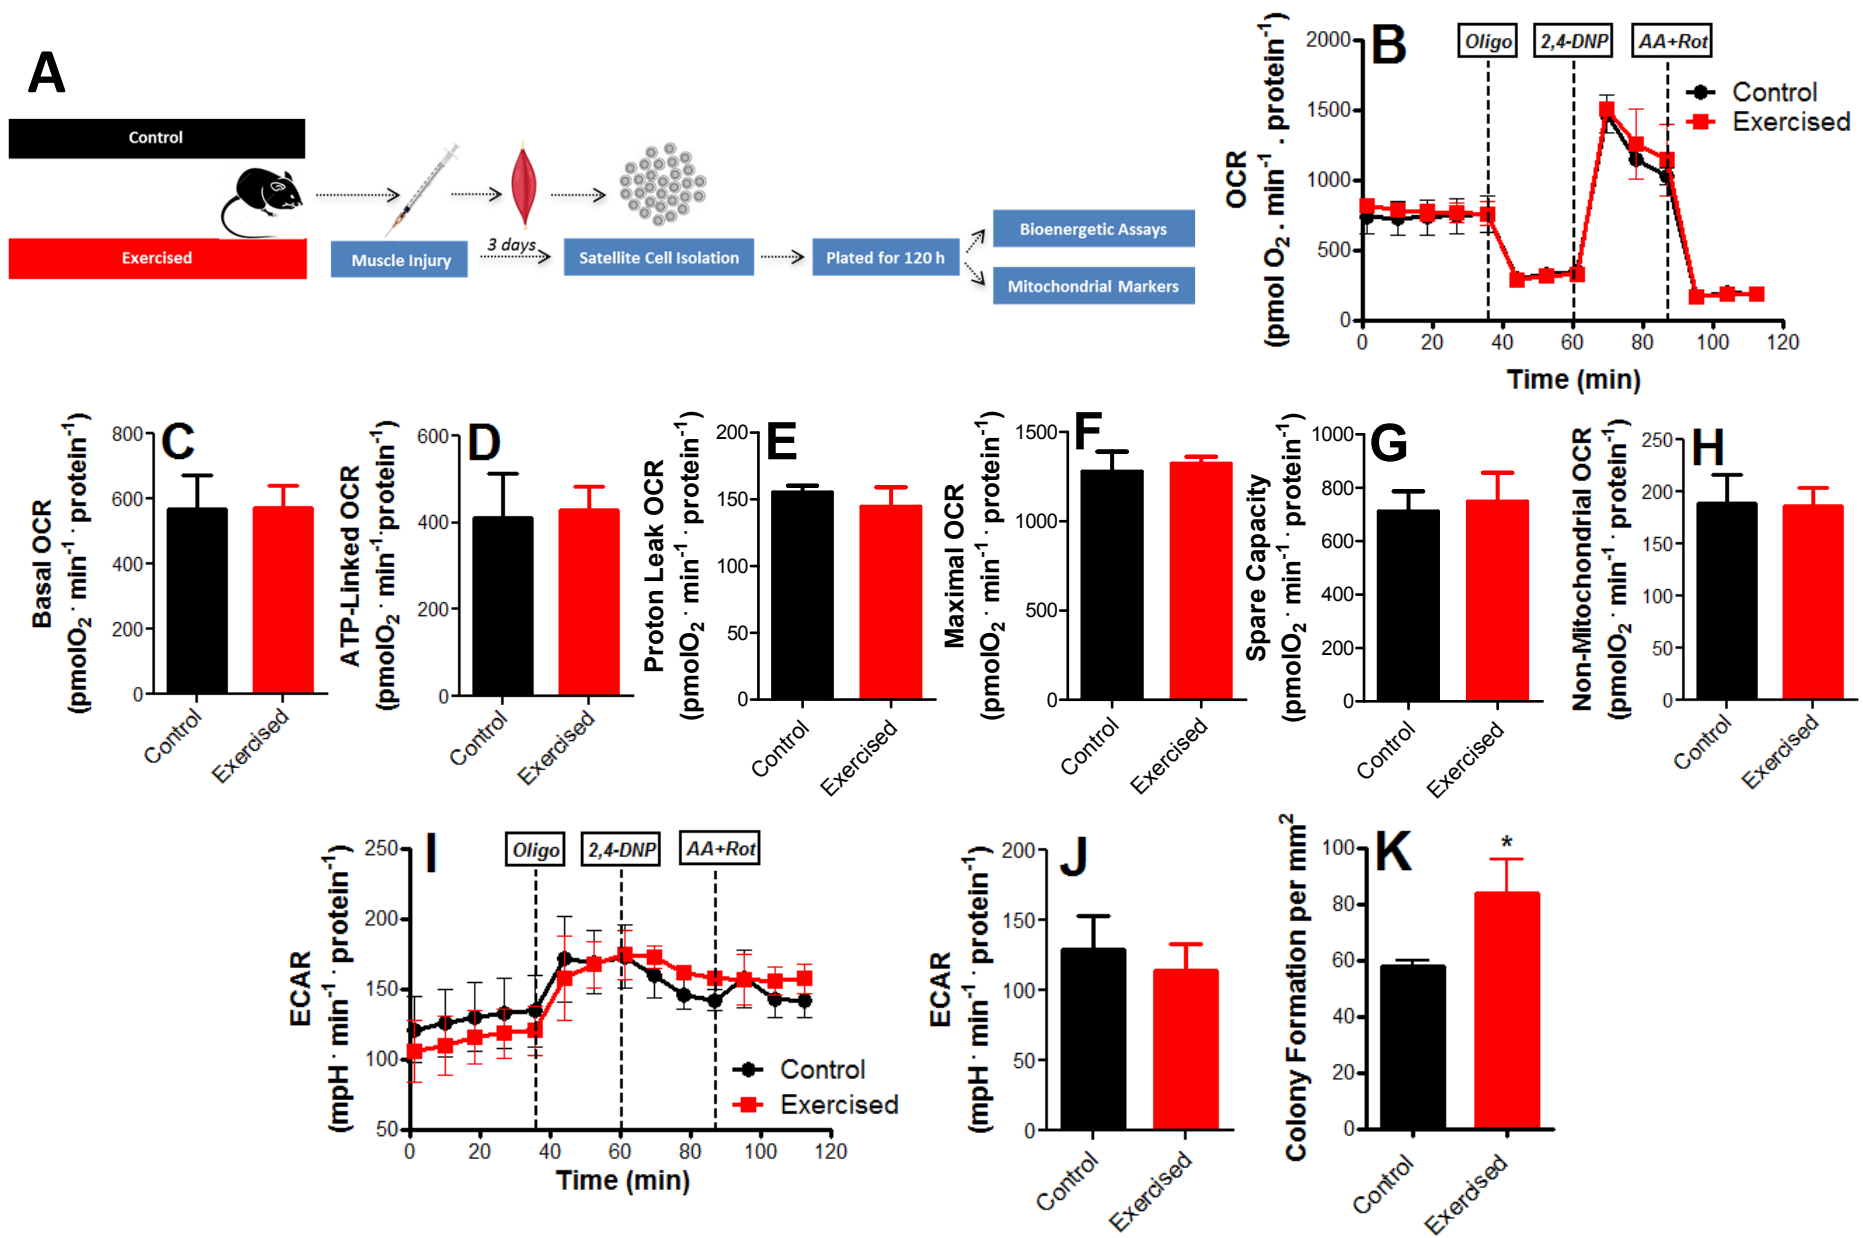 A
Control
Exercised
Muscle Injury
3 days
Satellite Cell Isolation
Plated for 120 h
Bioenergetic Assays
Mitochondrial Markers
B
OCR
(pmol O2 . min-1 . protein-1)
2000
1500
1000
500
0
Oligo
2,4-DNP
AA+Rot
Control
Exercised
0 20 40 60 80 100 120
Time (min)
C
Basal OCR
(pmolO2 · min-1 · protein-1)
800
600
400
200
0
Control
Exercised
D
ATP-Linked OCR
(pmolO2 · min-1·protein-1)
600
400
200
0
Control
Exercised
E
Proton Leak OCR
(pmolO2 · min-1 · protein-1)
200
150
100
50
0
Control
Exercised
F
Maximal OCR
(pmolO2 · min-1 · protein-1)
1500
1000
500
0
Control
Exercised
G
Spare Capacity
(pmolO2 · min-1 · protein-1)
1000
800
600
400
200
0
Control
Exercised
H
Non-Mitochondrial OCR
(pmolO2 · min-1 · protein-1)
250
200
150
100
50
0
Control
Exercised
I
ECAR
(mpH · min-1 · protein-1)
250
200
150
100
50
Oligo
2,4-DNP
AA+Rot
Control
Exercised
0 20 40 60 80 100 120
Time (min)
J
ECAR
(mpH · min-1 · protein-1)
200
150
100
50
0
Control
Exercised
K
Colony Formation per mm2
100
80
60
40
20
0
*
Control
Exercised